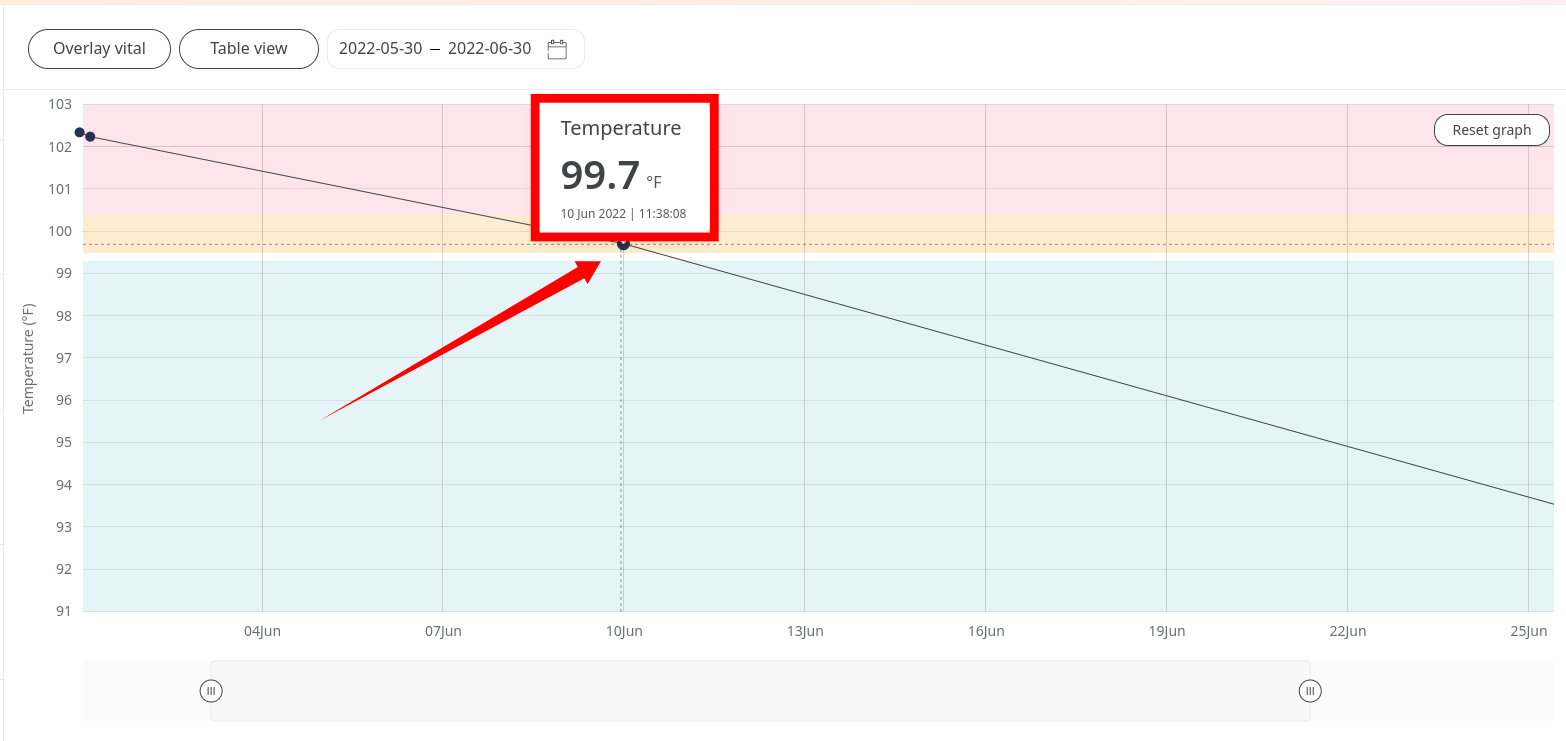 Overlay vital
Table view
2022-05-30 – 2022-06-30
Reset graph
Temperature
99.7 °F
10 Jun 2022 | 11:38:08
Temperature (°F)
103
102
101
100
99
98
97
96
95
94
93
92
91
04Jun
07Jun
10Jun
13Jun
16Jun
19Jun
22Jun
25Jun